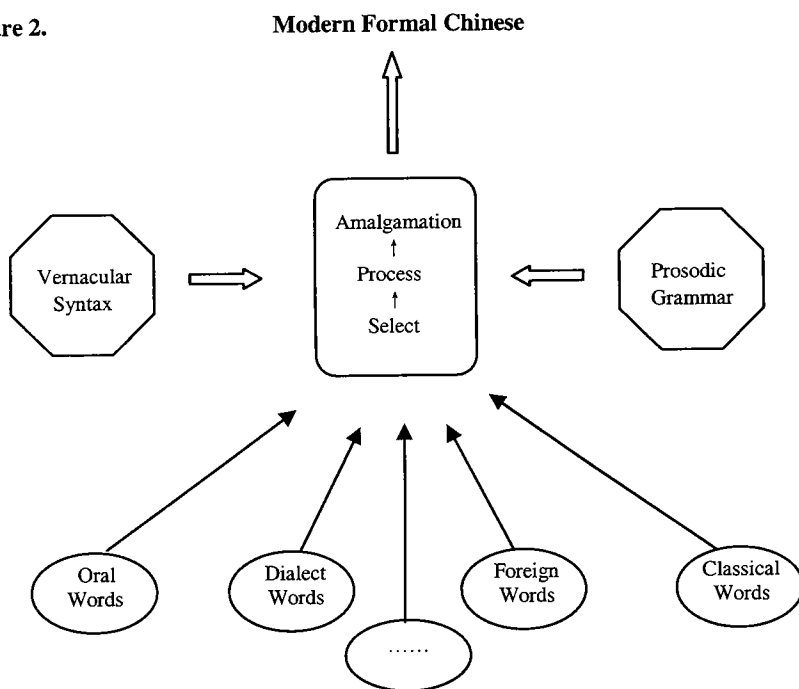 re 2.
Modern Formal Chinese
Amalgamation
↑
Process
↑
Select
Vernacular
Syntax
Prosodic
Grammar
Oral
Words
Dialect
Words
......
Foreign
Words
Classical
Words